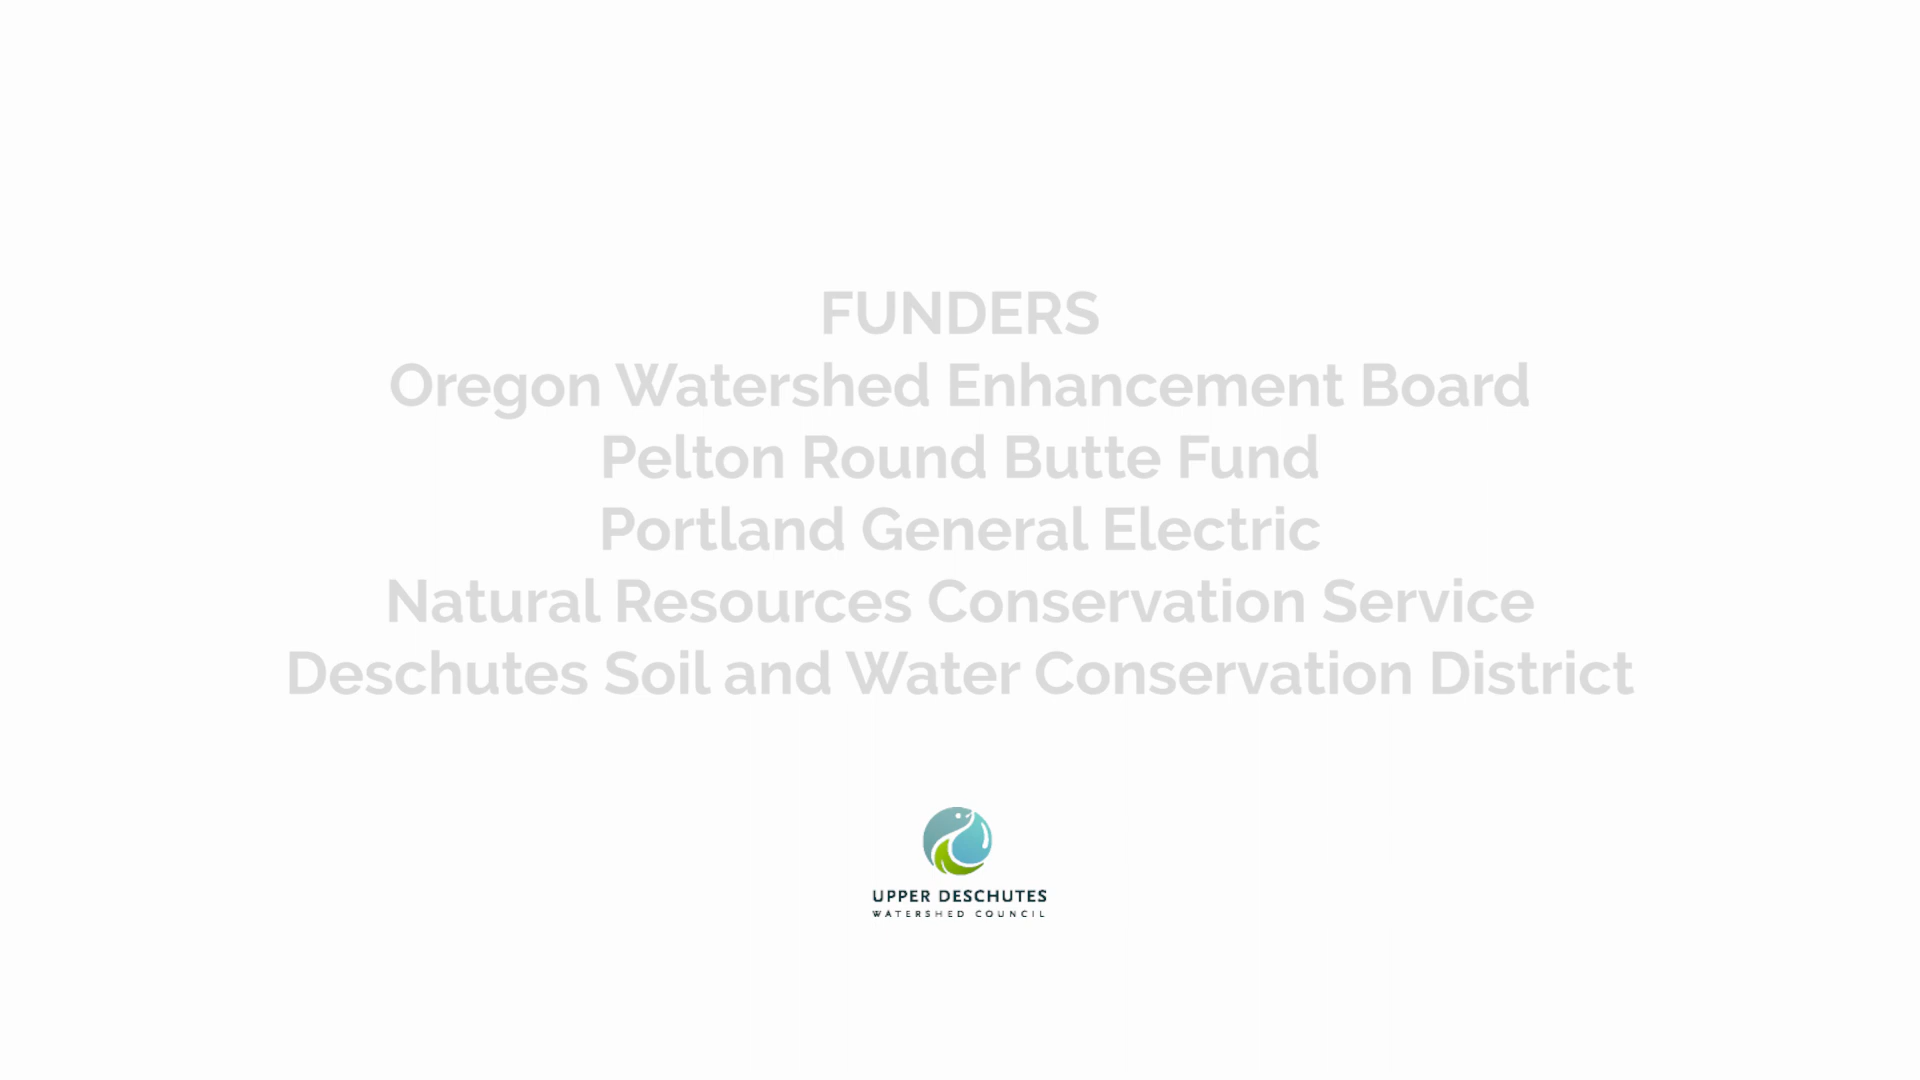 FUNDERS
Oregon Watershed Enhancement Board
Pelton Round Butte Fund
Portland General Electric
Natural Resources Conservation Service
Deschutes Soil and Water Conservation District
UPPER DESCHUTES
WATERSHED COUNCIL